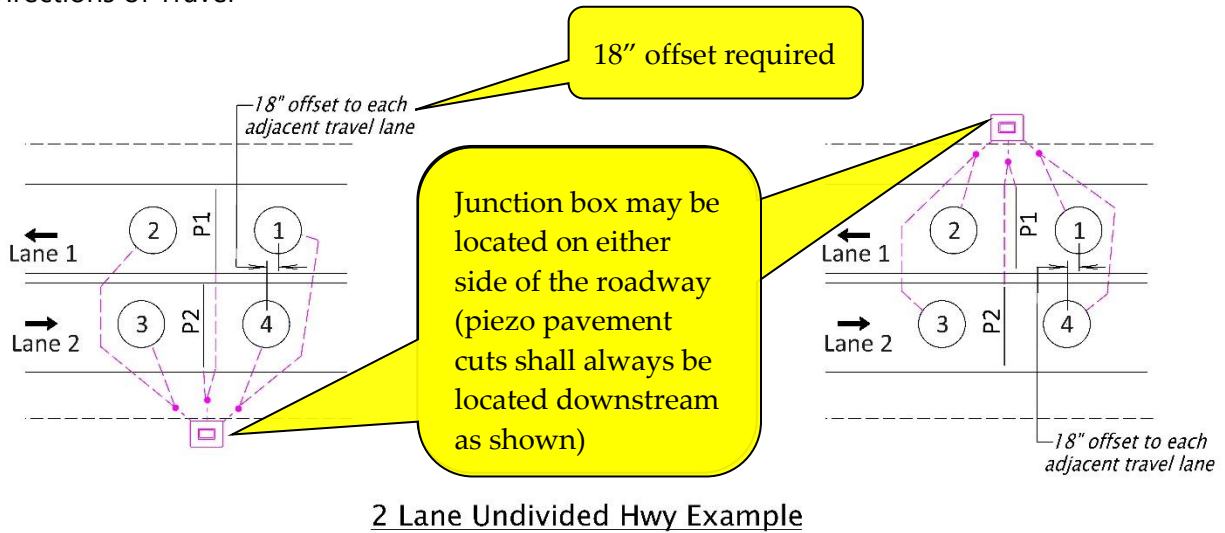 Directions of Travel
18” offset required
18" offset to each
adjacent travel lane
Junction box may be
located on either
side of the roadway
(piezo pavement
cuts shall always be
located downstream
as shown)
2
P1
1
Lane 1
3
P2
4
Lane 2
2
P1
1
Lane 1
3
P2
4
Lane 2
18" offset to each
adjacent travel lane
2 Lane Undivided Hwy Example